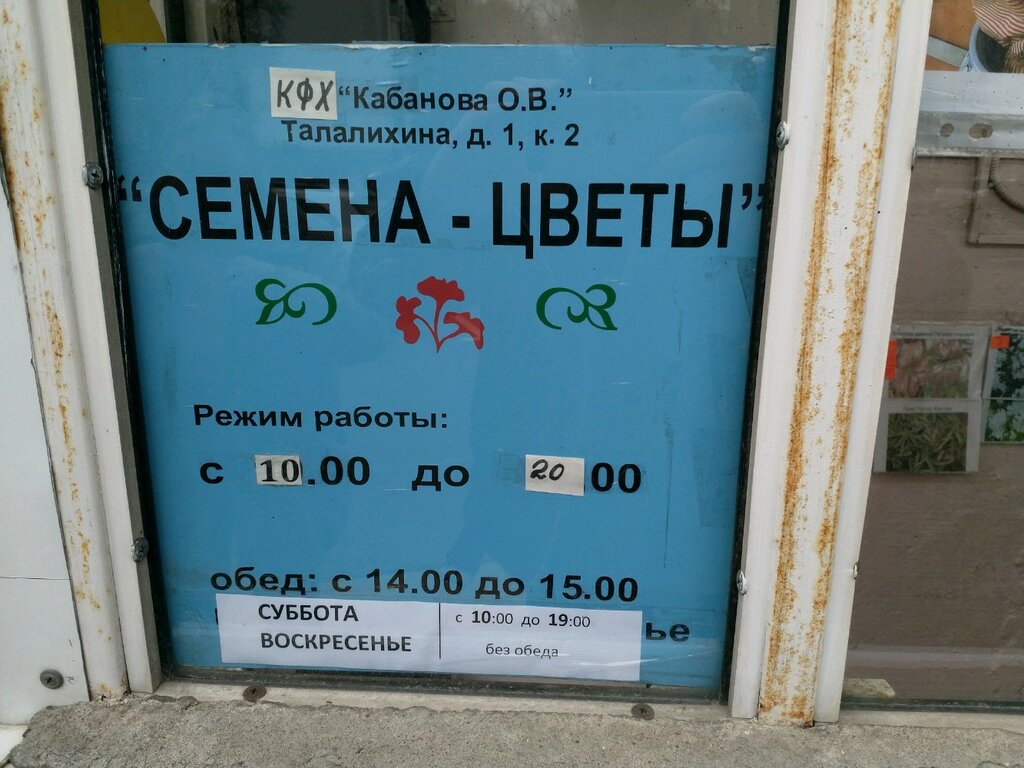 КФХ "Кабанова О.В."
Талалихина, д. 1, к. 2
"СЕМЕНА - ЦВЕТЫ"
Режим работы:
с 10.00 до 20 00
обед: с 14.00 до 15.00
СУББОТА с 10:00 до 19:00
ВОСКРЕСЕНЬЕ без обеда
ье